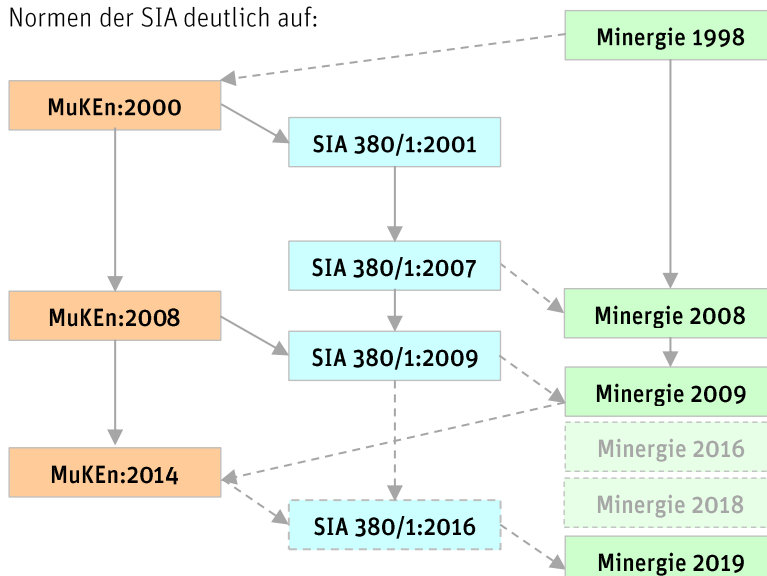 Normen der SIA deutlich auf:
Minergie 1998
MuKEn:2000
SIA 380/1:2001
SIA 380/1:2007
MuKEn:2008
Minergie 2008
SIA 380/1:2009
Minergie 2009
Minergie 2016
MuKEn:2014
Minergie 2018
SIA 380/1:2016
Minergie 2019